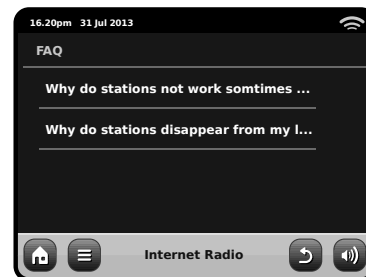 16.20pm 31 Jul 2013
FAQ
Why do stations not work somtimes ...
Why do stations disappear from my l...
Internet Radio